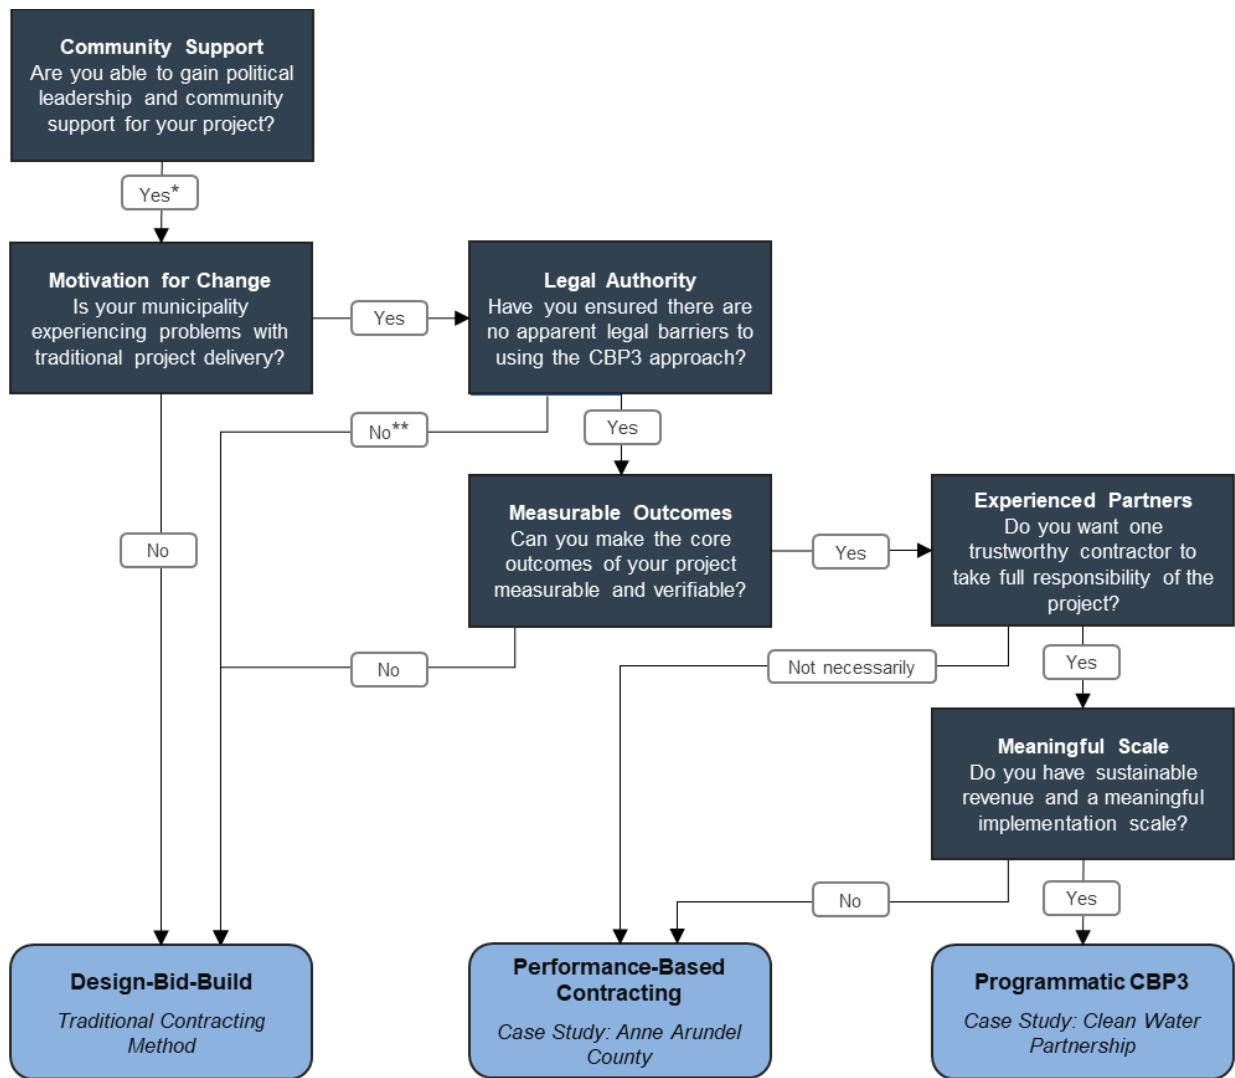 Community Support
Are you able to gain political
leadership and community
support for your project?
Yes*
Motivation for Change
Is your municipality
experiencing problems with
traditional project delivery?
Yes
Legal Authority
Have you ensured there are
no apparent legal barriers to
using the CBP3 approach?
No**
Yes
No
Measurable Outcomes
Can you make the core
outcomes of your project
measurable and verifiable?
Yes
Experienced Partners
Do you want one
trustworthy contractor to
take full responsibility of the
project?
No
Not necessarily
Yes
Meaningful Scale
Do you have sustainable
revenue and a meaningful
implementation scale?
No
Yes
Design-Bid-Build
Traditional Contracting
Method
Performance-Based
Contracting
Case Study: Anne Arundel
County
Programmatic CBP3
Case Study: Clean Water
Partnership